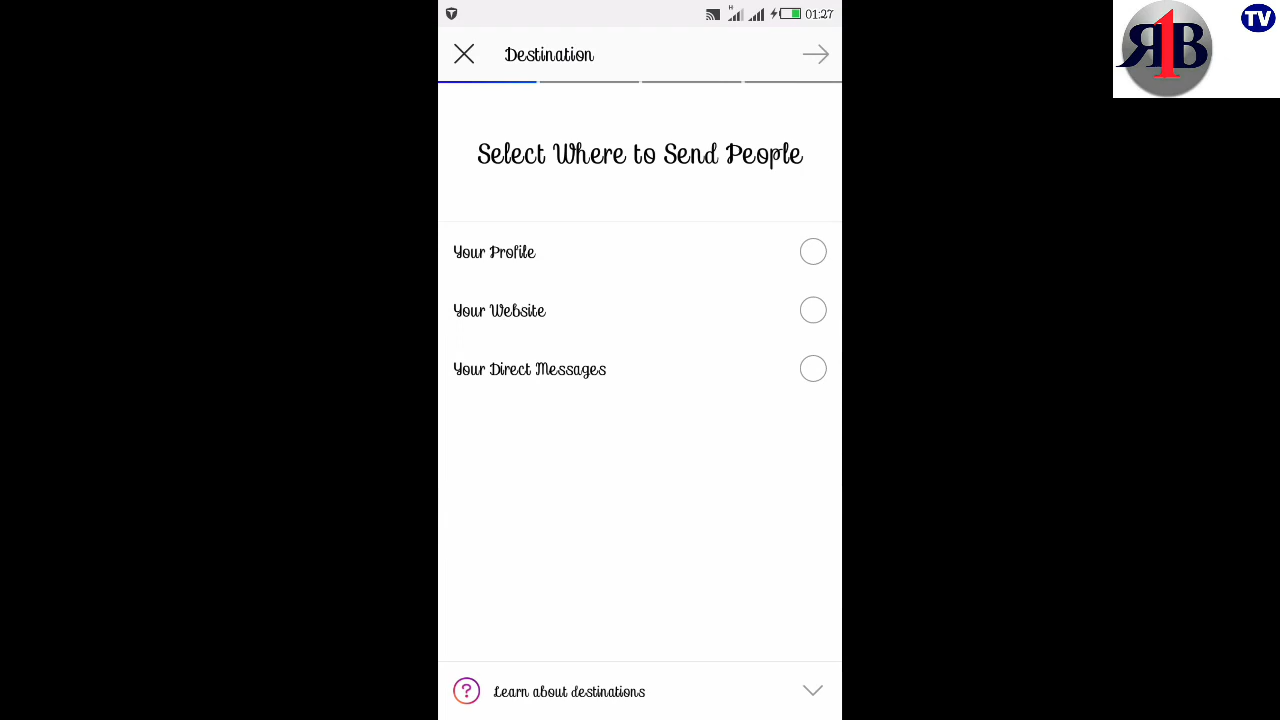 H 01:27
Destination
Select Where to Send People
Your Profile
Your Website
Your Direct Messages
? Learn about destinations
R1B
TV